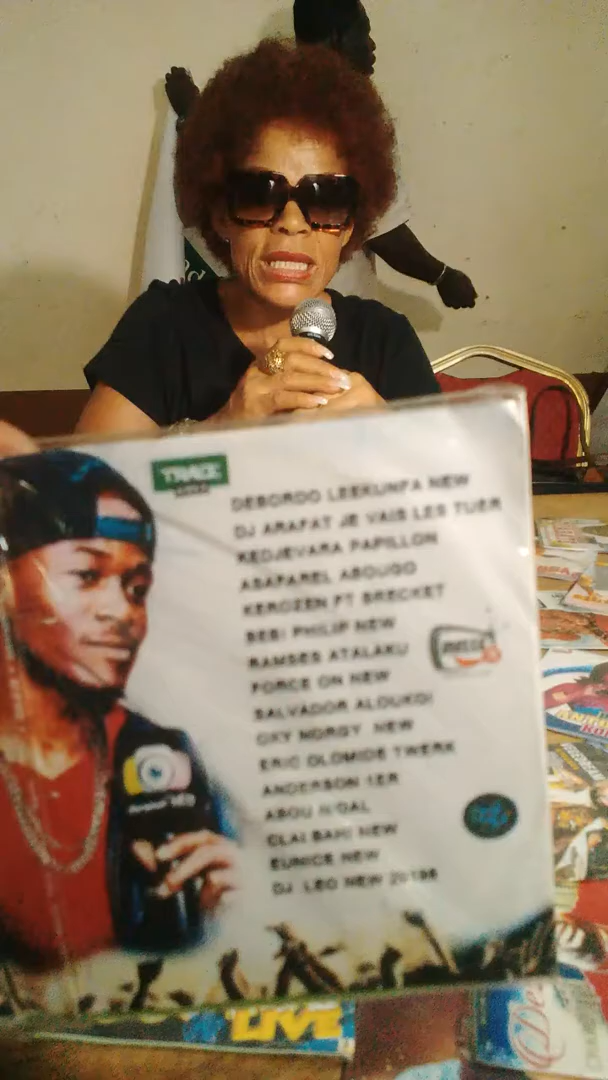 TRACE
DEBORDO LEEKUNFA NEW
DJ ARAFAT JE VAIS LES TUER
KEDJEVARA PAPILLON
ASAPAREL ABOUGO
KEROZEN FT BRECKET
BEBI PHILIP NEW
RAMSES ATALAKU
FORCE ON NEW
SALVADOR ALOUKOI
OXY NORGY NEW
ERIC OLOMIDE TWERK
ANDERSON 1ER
ABOU N'GAL
CLAI BAHI NEW
EUNICE NEW
DJ LEO NEW
LIVE